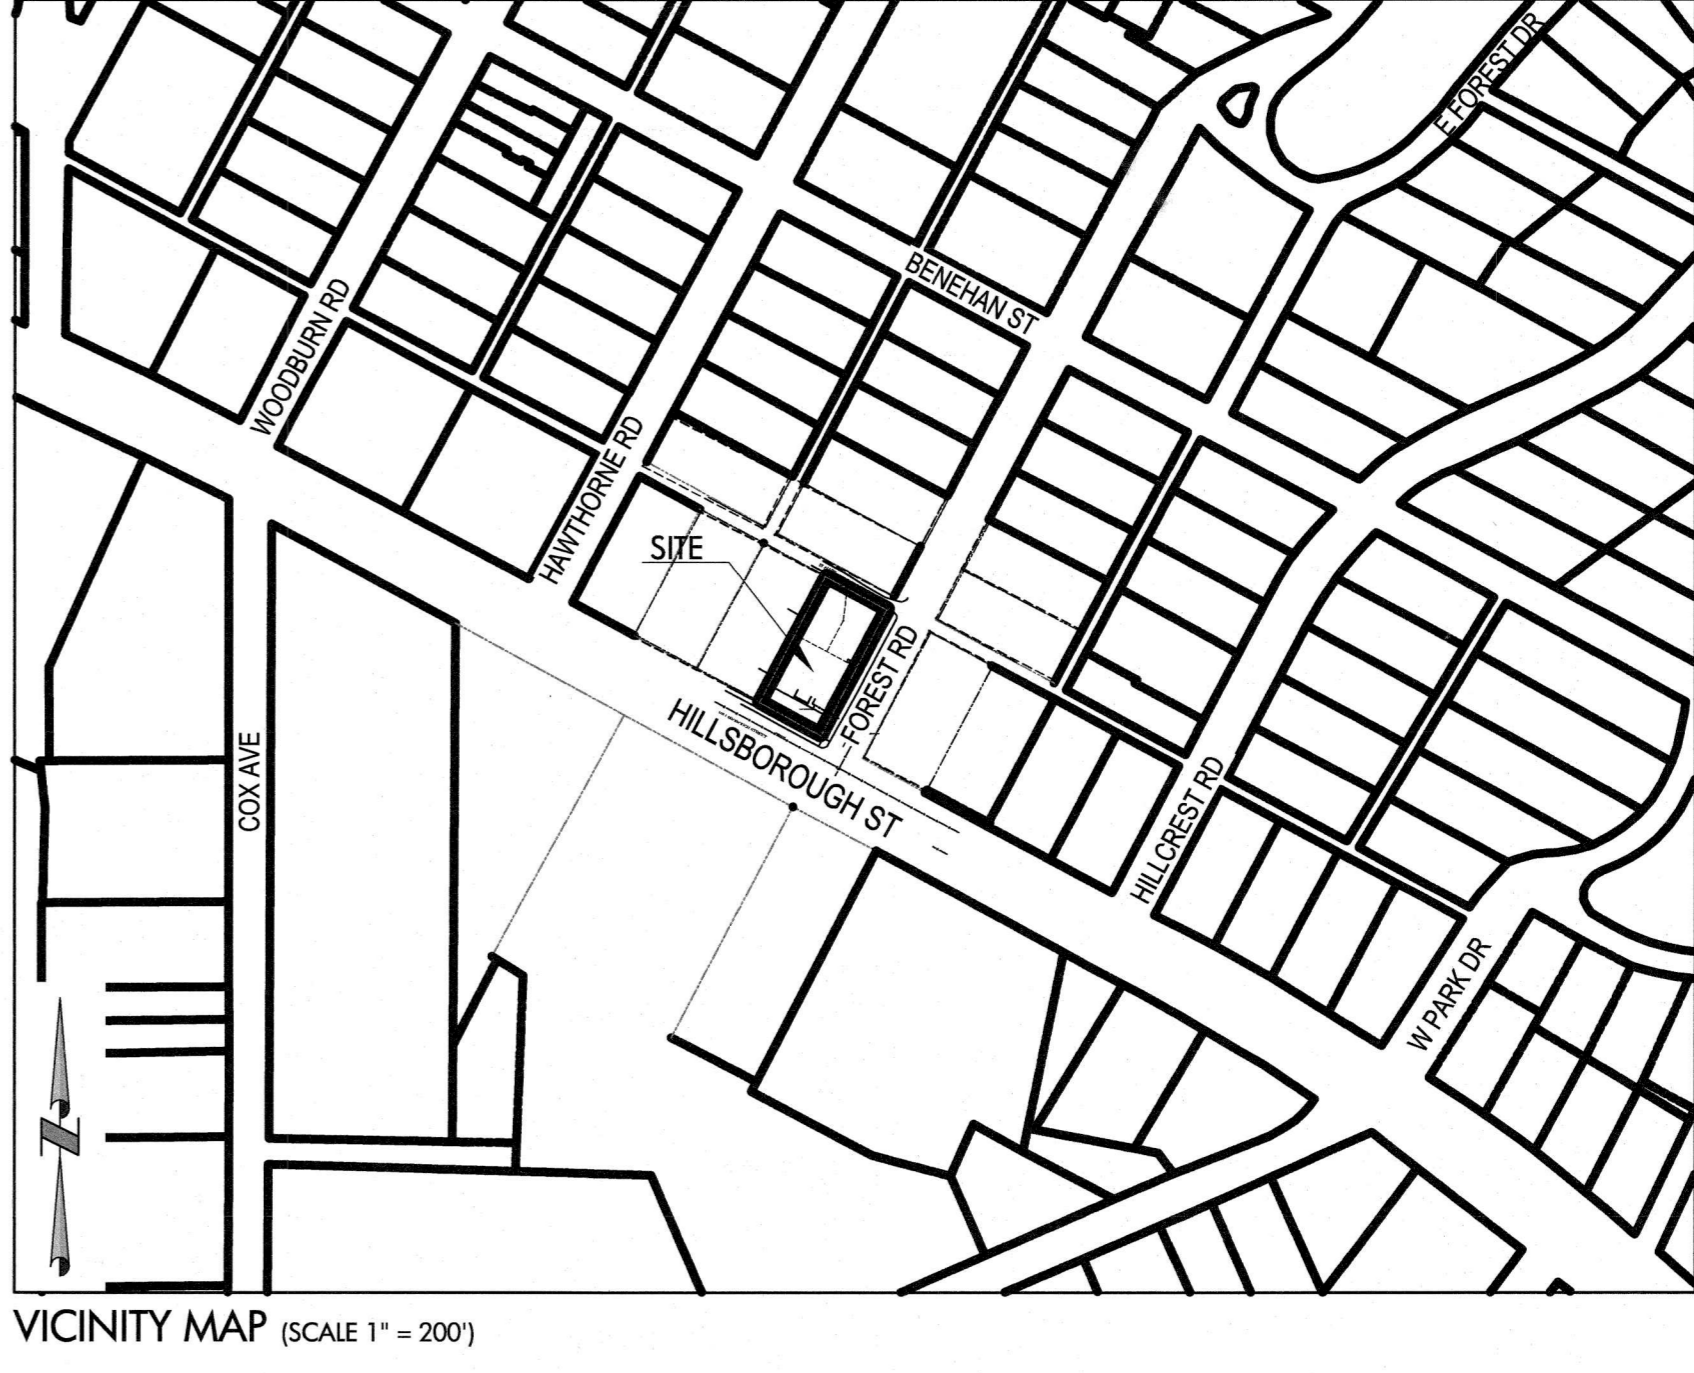 E FOREST DR
BENEHAN ST
WOODBURN RD
HAWTHORNE RD
SITE
FOREST RD
HILLSBOROUGH ST
COX AVE
HILLCREST RD
W PARK DR
N
VICINITY MAP (SCALE 1" = 200')